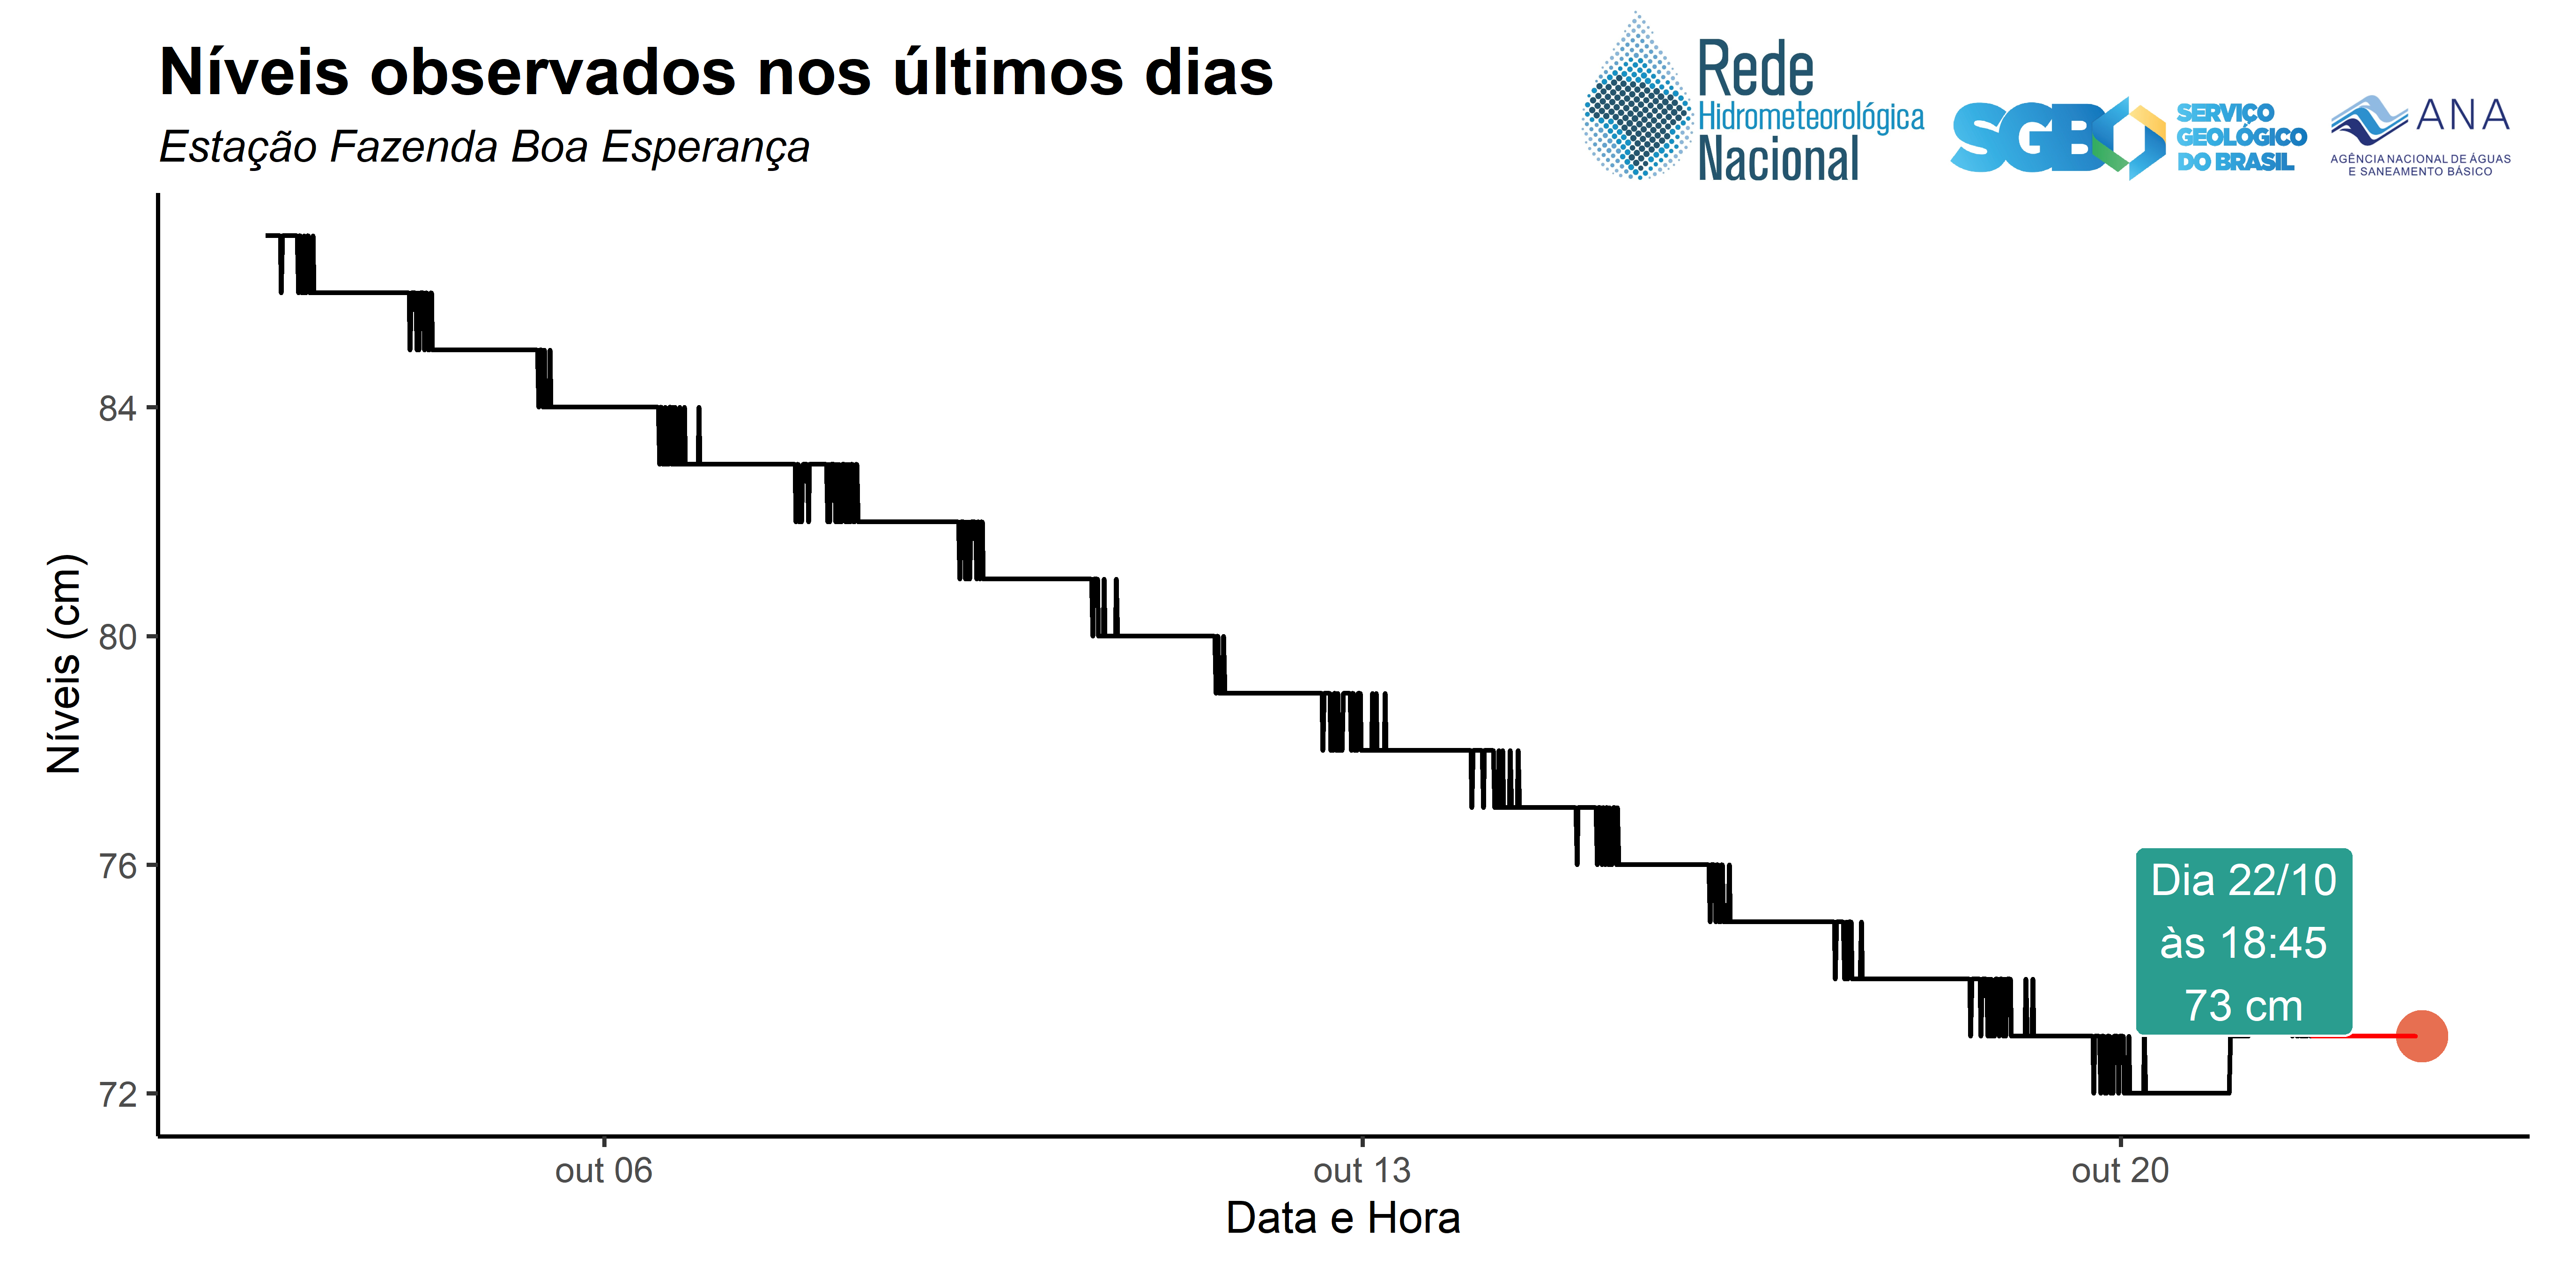 Níveis observados nos últimos dias
Estação Fazenda Boa Esperança
Rede
Hidrometeorológica
Nacional
SGB
SERVIÇO
GEOLÓGICO
DO BRASIL
ANA
AGÊNCIA NACIONAL DE ÁGUAS
E SANEAMENTO BÁSICO
Níveis (cm)
84
80
76
72
Dia 22/10
às 18:45
73 cm
out 06
out 13
out 20
Data e Hora